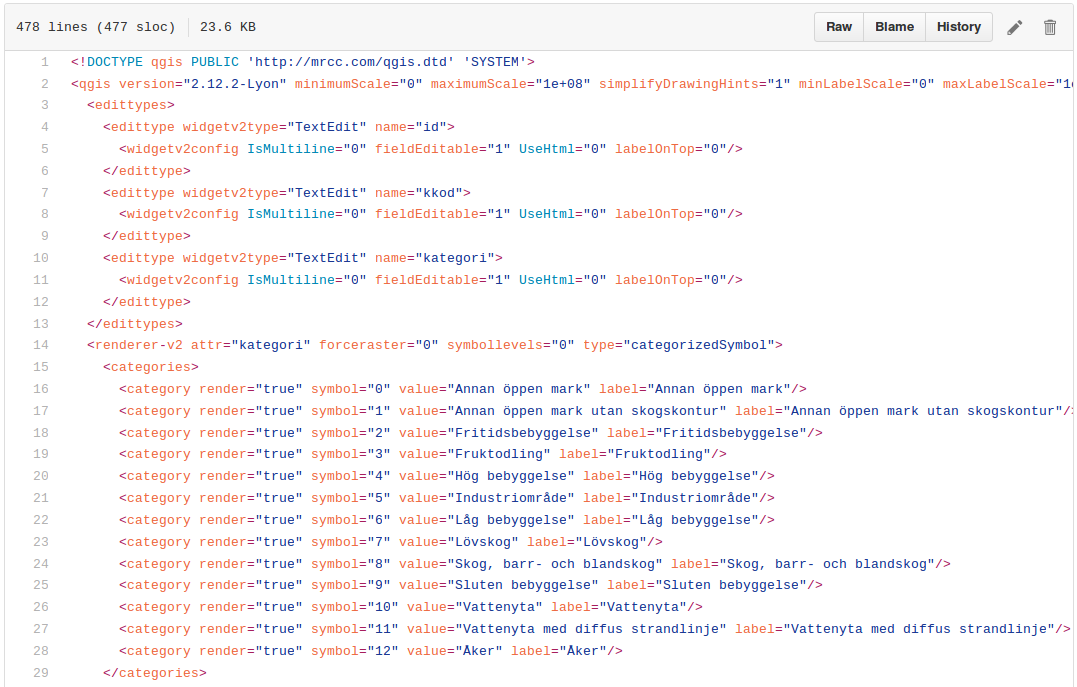 478 lines (477 sloc) 23.6 KB Raw Blame History
1 <!DOCTYPE qgis PUBLIC 'http://mrcc.com/qgis.dtd' 'SYSTEM'>
2 <qgis version="2.12.2-Lyon" minimumScale="0" maximumScale="1e+08" simplifyDrawingHints="1" minLabelScale="0" maxLabelScale="1e
3 <edittypes>
4 <edittype widgetv2type="TextEdit" name="id">
5 <widgetv2config IsMultiline="0" fieldEditable="1" UseHtml="0" labelOnTop="0"/>
6 </edittype>
7 <edittype widgetv2type="TextEdit" name="kkod">
8 <widgetv2config IsMultiline="0" fieldEditable="1" UseHtml="0" labelOnTop="0"/>
9 </edittype>
10 <edittype widgetv2type="TextEdit" name="kategori">
11 <widgetv2config IsMultiline="0" fieldEditable="1" UseHtml="0" labelOnTop="0"/>
12 </edittype>
13 </edittypes>
14 <renderer-v2 attr="kategori" forceraster="0" symbollevels="0" type="categorizedSymbol">
15 <categories>
16 <category render="true" symbol="0" value="Annan öppen mark" label="Annan öppen mark"/>
17 <category render="true" symbol="1" value="Annan öppen mark utan skogskontur" label="Annan öppen mark utan skogskontur"/>
18 <category render="true" symbol="2" value="Fritidsbebyggelse" label="Fritidsbebyggelse"/>
19 <category render="true" symbol="3" value="Fruktodling" label="Fruktodling"/>
20 <category render="true" symbol="4" value="Hög bebyggelse" label="Hög bebyggelse"/>
21 <category render="true" symbol="5" value="Industriområde" label="Industriområde"/>
22 <category render="true" symbol="6" value="Låg bebyggelse" label="Låg bebyggelse"/>
23 <category render="true" symbol="7" value="Lövskog" label="Lövskog"/>
24 <category render="true" symbol="8" value="Skog, barr- och blandskog" label="Skog, barr- och blandskog"/>
25 <category render="true" symbol="9" value="Sluten bebyggelse" label="Sluten bebyggelse"/>
26 <category render="true" symbol="10" value="Vattenyta" label="Vattenyta"/>
27 <category render="true" symbol="11" value="Vattenyta med diffus strandlinje" label="Vattenyta med diffus strandlinje"/>
28 <category render="true" symbol="12" value="Åker" label="Åker"/>
29 </categories>